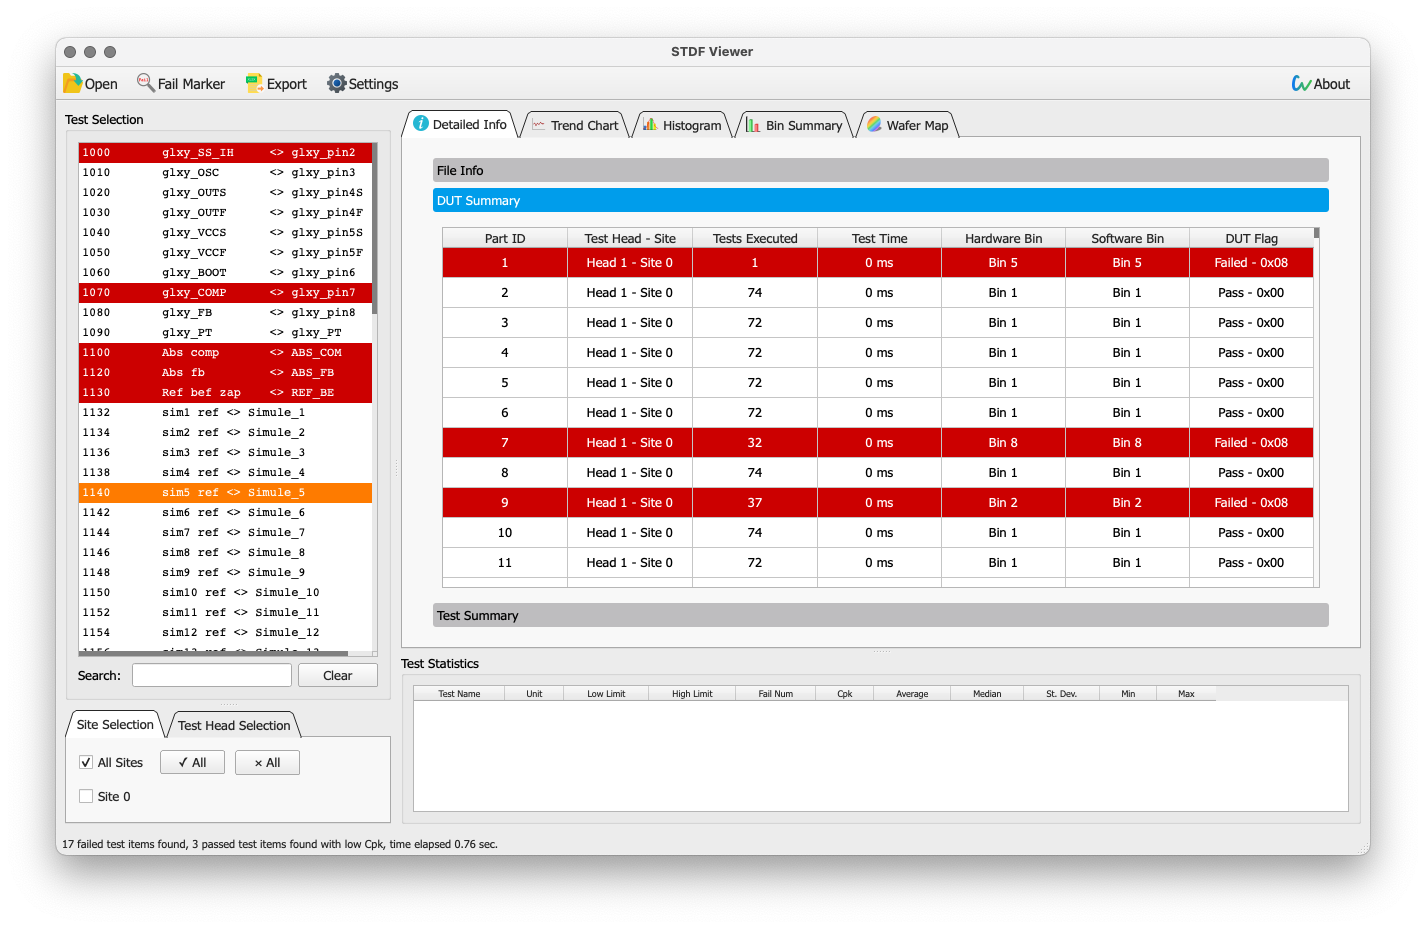 STDF Viewer
Open Fail Marker Export Settings About
Test Selection
1000 glxy_SS_IH <> glxy_pin2
1010 glxy_OSC <> glxy_pin3
1020 glxy_OUTS <> glxy_pin4S
1030 glxy_OUTF <> glxy_pin4F
1040 glxy_VCCS <> glxy_pin5S
1050 glxy_VCCF <> glxy_pin5F
1060 glxy_BOOT <> glxy_pin6
1070 glxy_COMP <> glxy_pin7
1080 glxy_FB <> glxy_pin8
1090 glxy_PT <> glxy_PT
1100 Abs comp <> ABS_COM
1120 Abs fb <> ABS_FB
1130 Ref bef zap <> REF_BE
1132 sim1 ref <> Simule_1
1134 sim2 ref <> Simule_2
1136 sim3 ref <> Simule_3
1138 sim4 ref <> Simule_4
1140 sim5 ref <> Simule_5
1142 sim6 ref <> Simule_6
1144 sim7 ref <> Simule_7
1146 sim8 ref <> Simule_8
1148 sim9 ref <> Simule_9
1150 sim10 ref <> Simule_10
1152 sim11 ref <> Simule_11
1154 sim12 ref <> Simule_12
Search: Clear
Site Selection Test Head Selection
All Sites ✓ All × All
Site 0
Detailed Info Trend Chart Histogram Bin Summary Wafer Map
File Info
DUT Summary
Part ID Test Head - Site Tests Executed Test Time Hardware Bin Software Bin DUT Flag
1 Head 1 - Site 0 1 0 ms Bin 5 Bin 5 Failed - 0x08
2 Head 1 - Site 0 74 0 ms Bin 1 Bin 1 Pass - 0x00
3 Head 1 - Site 0 72 0 ms Bin 1 Bin 1 Pass - 0x00
4 Head 1 - Site 0 72 0 ms Bin 1 Bin 1 Pass - 0x00
5 Head 1 - Site 0 72 0 ms Bin 1 Bin 1 Pass - 0x00
6 Head 1 - Site 0 72 0 ms Bin 1 Bin 1 Pass - 0x00
7 Head 1 - Site 0 32 0 ms Bin 8 Bin 8 Failed - 0x08
8 Head 1 - Site 0 74 0 ms Bin 1 Bin 1 Pass - 0x00
9 Head 1 - Site 0 37 0 ms Bin 2 Bin 2 Failed - 0x08
10 Head 1 - Site 0 74 0 ms Bin 1 Bin 1 Pass - 0x00
11 Head 1 - Site 0 72 0 ms Bin 1 Bin 1 Pass - 0x00
Test Summary
Test Statistics
Test Name Unit Low Limit High Limit Fail Num Cpk Average Median St. Dev. Min Max
17 failed test items found, 3 passed test items found with low Cpk, time elapsed 0.76 sec.